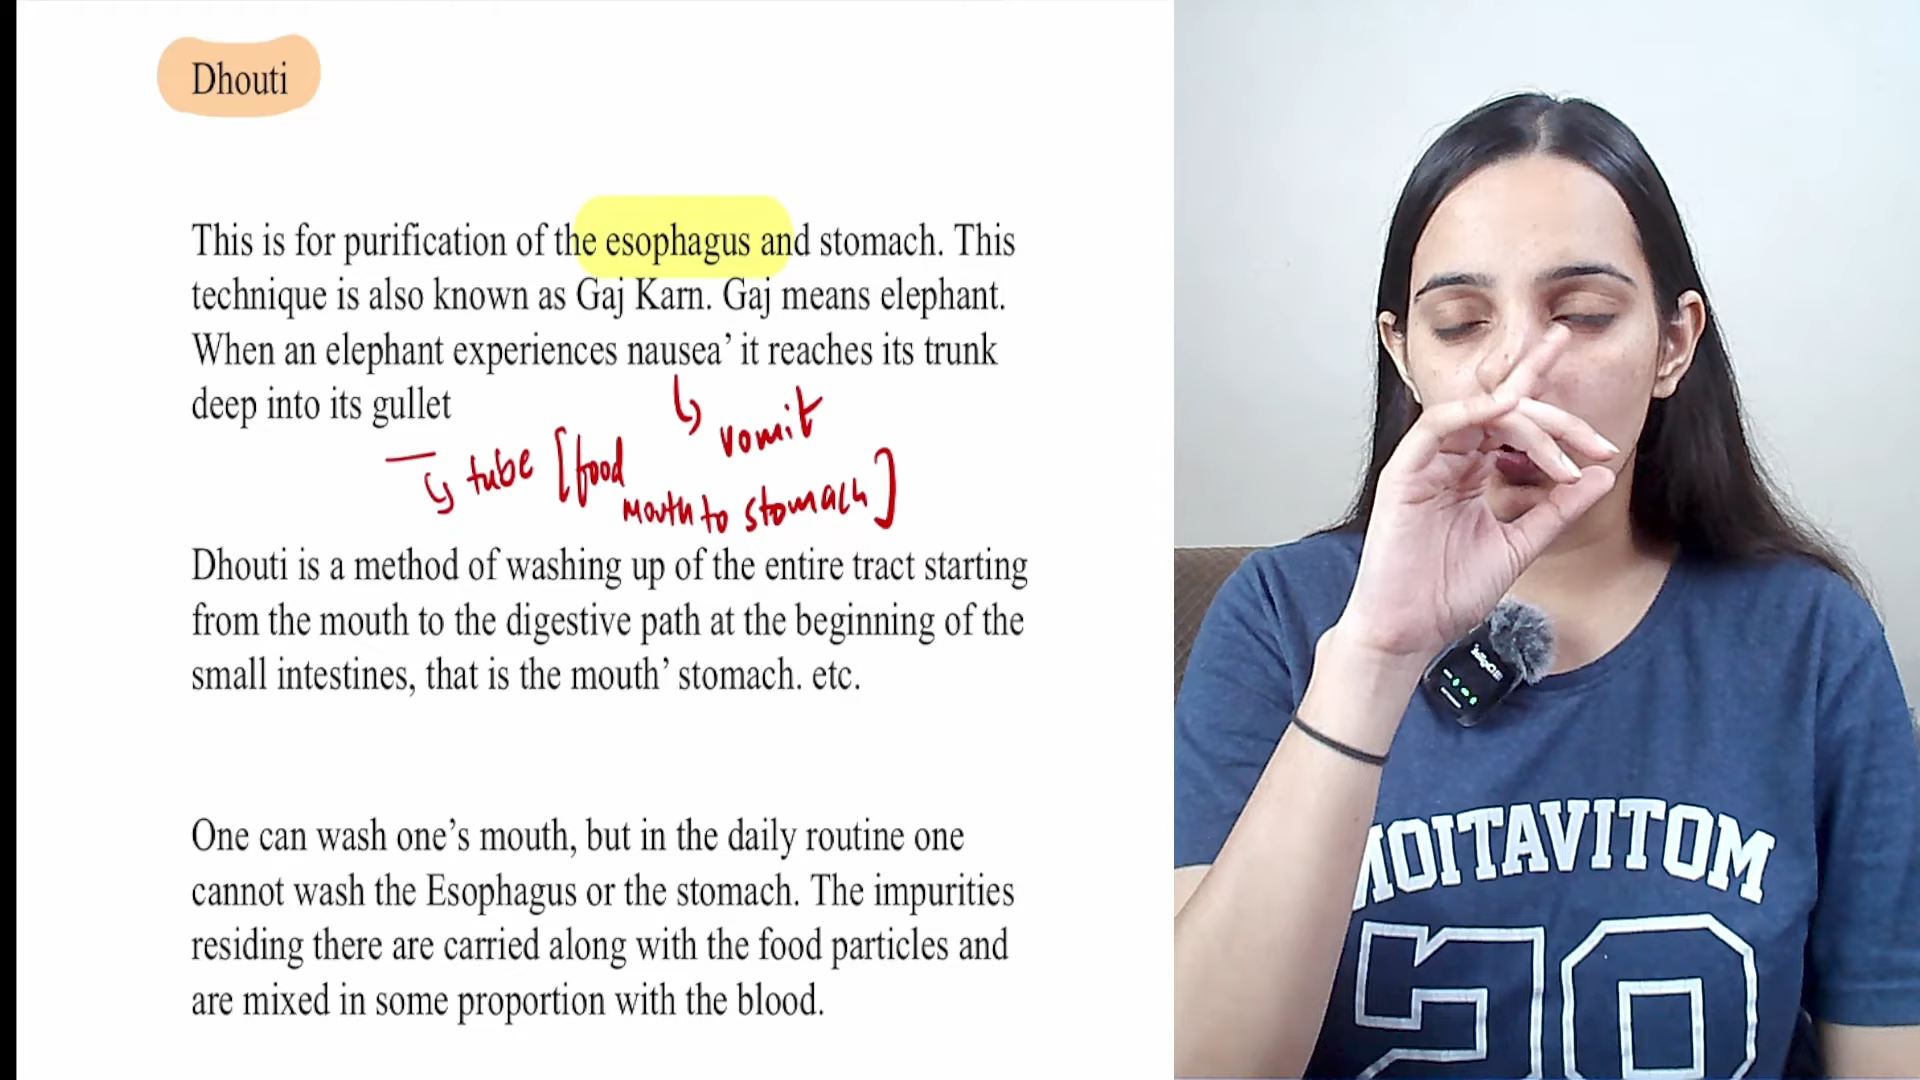 Dhouti
This is for purification of the esophagus and stomach. This
technique is also known as Gaj Karn. Gaj means elephant.
When an elephant experiences nausea’ it reaches its trunk
deep into its gullet
vomit
tube [food
mouth to stomach]
Dhouti is a method of washing up of the entire tract starting
from the mouth to the digestive path at the beginning of the
small intestines, that is the mouth’ stomach. etc.
One can wash one’s mouth, but in the daily routine one
cannot wash the Esophagus or the stomach. The impurities
residing there are carried along with the food particles and
are mixed in some proportion with the blood.
MOITAVITOM